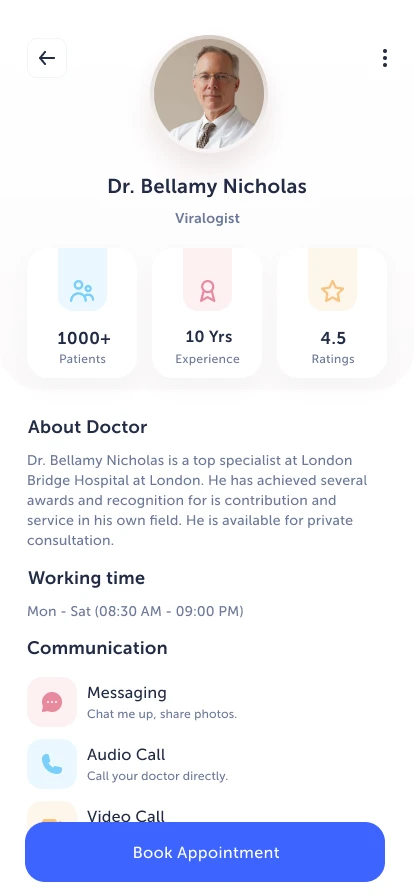 Dr. Bellamy Nicholas
Viralogist
1000+
Patients
10 Yrs
Experience
4.5
Ratings
About Doctor
Dr. Bellamy Nicholas is a top specialist at London
Bridge Hospital at London. He has achieved several
awards and recognition for is contribution and
service in his own field. He is available for private
consultation.
Working time
Mon - Sat (08:30 AM - 09:00 PM)
Communication
Messaging
Chat me up, share photos.
Audio Call
Call your doctor directly.
Video Call
Book Appointment